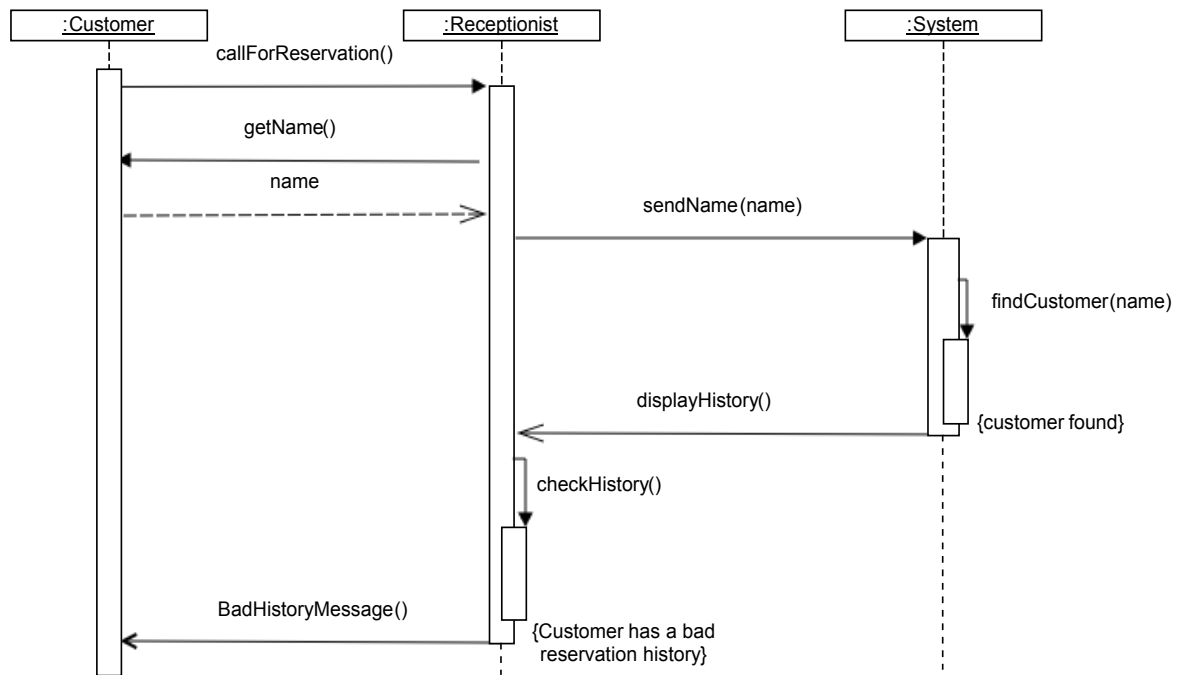 :Customer
:Receptionist
:System
callForReservation()
getName()
name
sendName(name)
findCustomer(name)
displayHistory()
{customer found}
checkHistory()
BadHistoryMessage()
{Customer has a bad
reservation history}